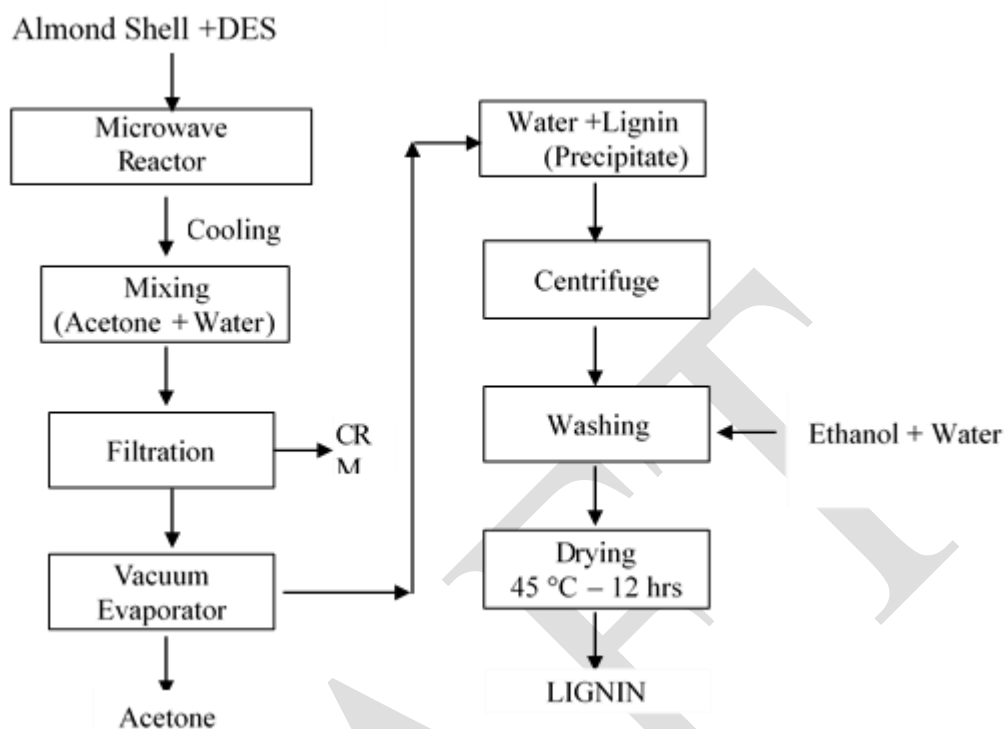 Almond Shell +DES
Microwave
Reactor
Cooling
Mixing
(Acetone + Water)
Filtration
CR
M
Vacuum
Evaporator
Acetone
Water +Lignin
(Precipitate)
Centrifuge
Washing
Ethanol + Water
Drying
45 °C – 12 hrs
LIGNIN